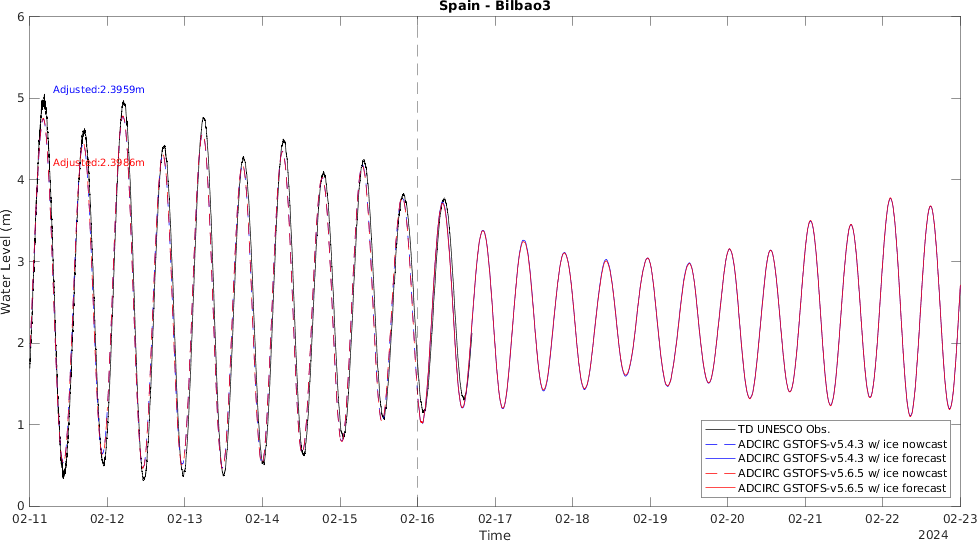 Spain - Bilbao3
6
5
4
3
2
1
0
Water Level (m)
Adjusted:2.3959m
Adjusted:2.3986m
TD UNESCO Obs.
ADCIRC GSTOFS-v5.4.3 w/ ice nowcast
ADCIRC GSTOFS-v5.4.3 w/ ice forecast
ADCIRC GSTOFS-v5.6.5 w/ ice nowcast
ADCIRC GSTOFS-v5.6.5 w/ ice forecast
02-11 02-12 02-13 02-14 02-15 02-16 02-17 02-18 02-19 02-20 02-21 02-22 02-23
Time
2024